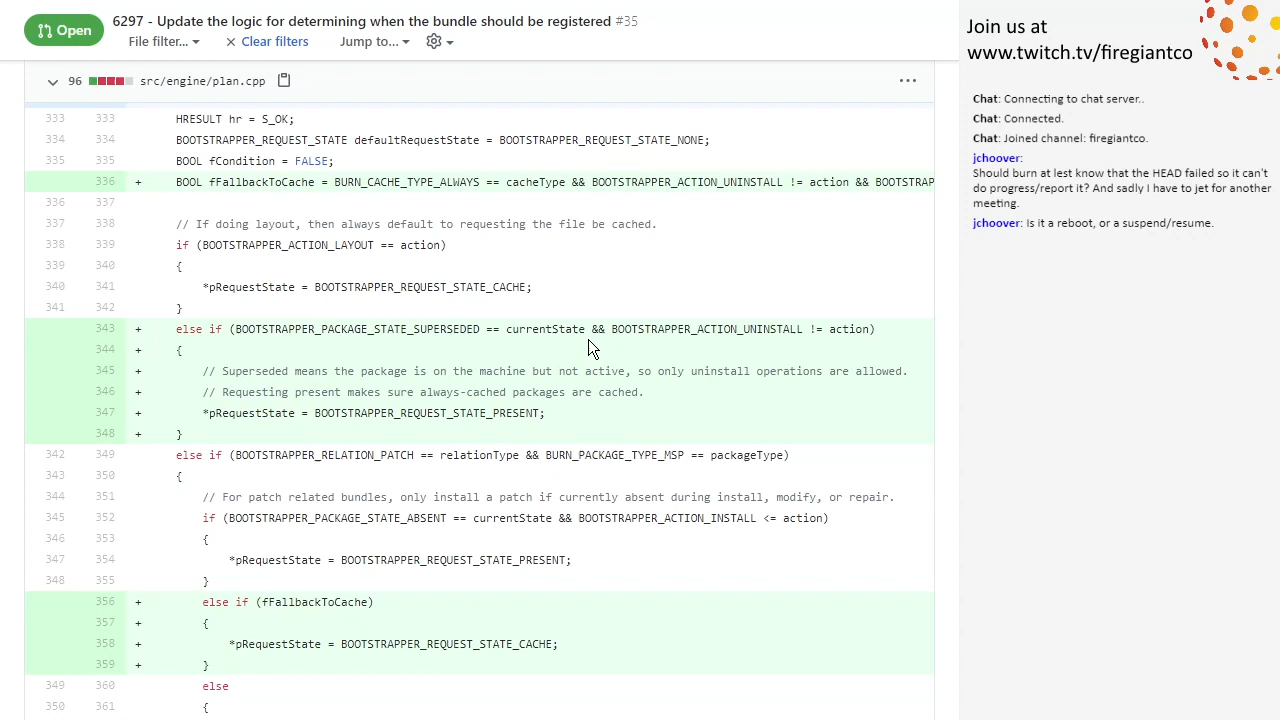 Open
6297 - Update the logic for determining when the bundle should be registered #35
File filter... Clear filters Jump to...
96 src/engine/plan.cpp
333 333 HRESULT hr = S_OK;
334 334 BOOTSTRAPPER_REQUEST_STATE defaultRequestState = BOOTSTRAPPER_REQUEST_STATE_NONE;
335 335 BOOL fCondition = FALSE;
336 + BOOL fFallbackToCache = BURN_CACHE_TYPE_ALWAYS == cacheType && BOOTSTRAPPER_ACTION_UNINSTALL != action && BOOTSTRAP
336 337
337 338 // If doing layout, then always default to requesting the file be cached.
338 339 if (BOOTSTRAPPER_ACTION_LAYOUT == action)
339 340 {
340 341 *pRequestState = BOOTSTRAPPER_REQUEST_STATE_CACHE;
341 342 }
343 + else if (BOOTSTRAPPER_PACKAGE_STATE_SUPERSEDED == currentState && BOOTSTRAPPER_ACTION_UNINSTALL != action)
344 + {
345 + // Superseded means the package is on the machine but not active, so only uninstall operations are allowed.
346 + // Requesting present makes sure always-cached packages are cached.
347 + *pRequestState = BOOTSTRAPPER_REQUEST_STATE_PRESENT;
348 + }
342 349 else if (BOOTSTRAPPER_RELATION_PATCH == relationType && BURN_PACKAGE_TYPE_MSP == packageType)
343 350 {
344 351 // For patch related bundles, only install a patch if currently absent during install, modify, or repair.
345 352 if (BOOTSTRAPPER_PACKAGE_STATE_ABSENT == currentState && BOOTSTRAPPER_ACTION_INSTALL <= action)
346 353 {
347 354 *pRequestState = BOOTSTRAPPER_REQUEST_STATE_PRESENT;
348 355 }
356 + else if (fFallbackToCache)
357 + {
358 + *pRequestState = BOOTSTRAPPER_REQUEST_STATE_CACHE;
359 + }
349 360 else
350 361 {
Join us at
www.twitch.tv/firegiantco
Chat: Connecting to chat server..
Chat: Connected.
Chat: Joined channel: firegiantco.
jchoover:
Should burn at lest know that the HEAD failed so it can't
do progress/report it? And sadly I have to jet for another
meeting.
jchoover: Is it a reboot, or a suspend/resume.